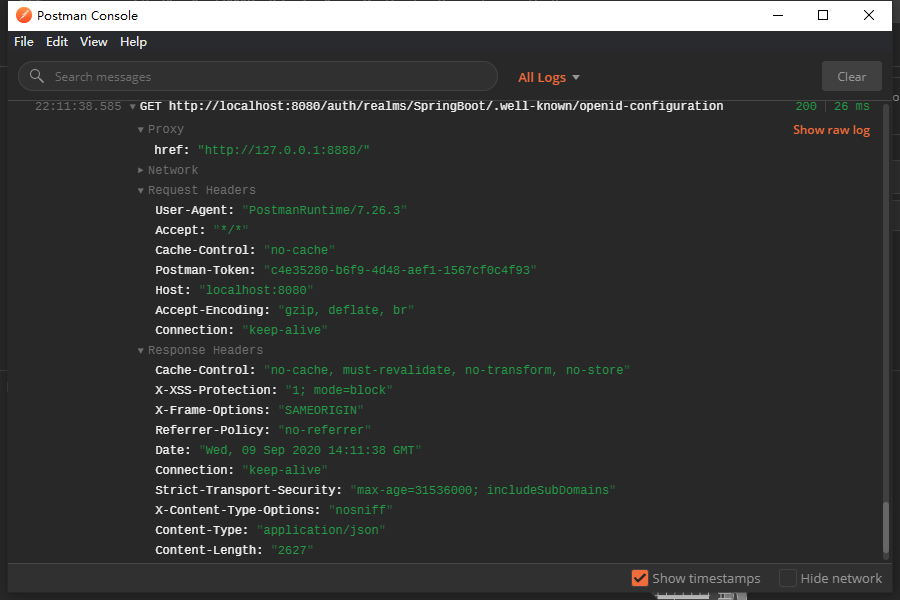 Postman Console
File Edit View Help
Search messages All Logs Clear
22:11:38.585 GET http://localhost:8080/auth/realms/SpringBoot/.well-known/openid-configuration 200 | 26 ms
Proxy Show raw log
href: "http://127.0.0.1:8888/"
Network
Request Headers
User-Agent: "PostmanRuntime/7.26.3"
Accept: "*/*"
Cache-Control: "no-cache"
Postman-Token: "c4e35280-b6f9-4d48-aef1-1567cf0c4f93"
Host: "localhost:8080"
Accept-Encoding: "gzip, deflate, br"
Connection: "keep-alive"
Response Headers
Cache-Control: "no-cache, must-revalidate, no-transform, no-store"
X-XSS-Protection: "1; mode=block"
X-Frame-Options: "SAMEORIGIN"
Referrer-Policy: "no-referrer"
Date: "Wed, 09 Sep 2020 14:11:38 GMT"
Connection: "keep-alive"
Strict-Transport-Security: "max-age=31536000; includeSubDomains"
X-Content-Type-Options: "nosniff"
Content-Type: "application/json"
Content-Length: "2627"
Show timestamps Hide network